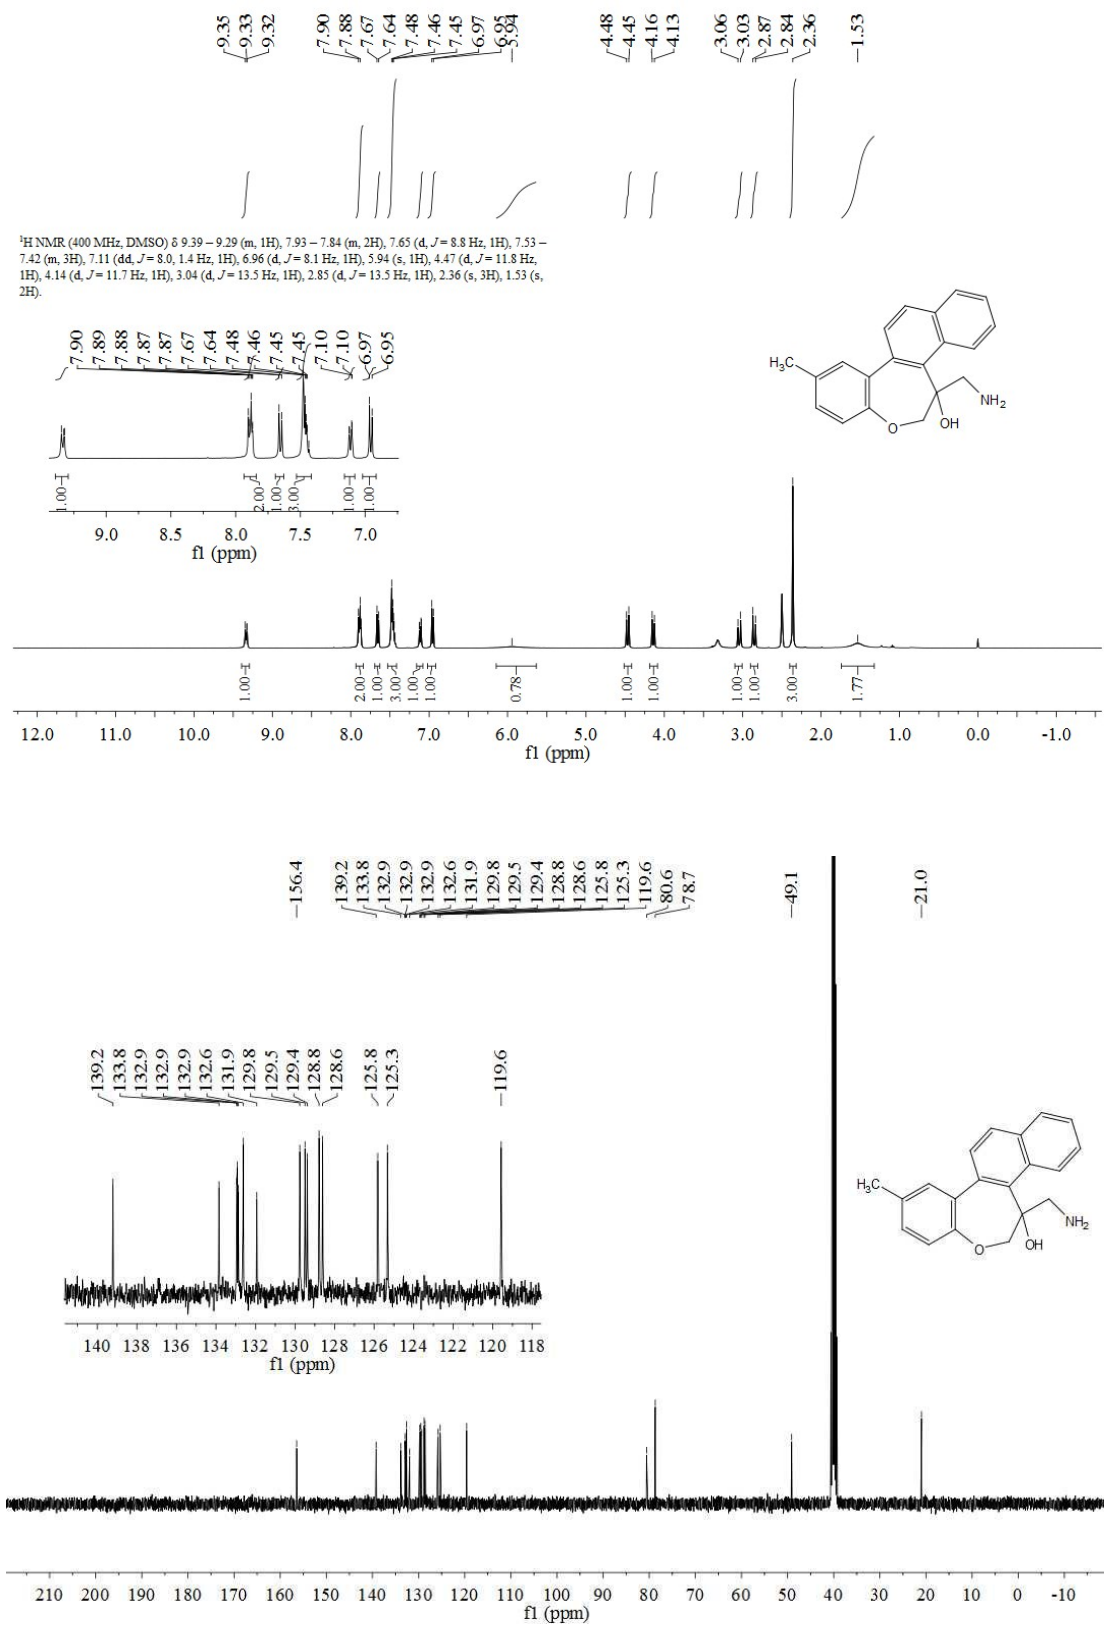 9.35 9.33 9.32 7.90 7.88 7.67 7.64 7.48 7.46 7.45 6.97 6.95 5.94 4.48 4.45 4.16 4.13 3.06 3.03 2.87 2.84 2.36 1.53
¹H NMR (400 MHz, DMSO) δ 9.39 – 9.29 (m, 1H), 7.93 – 7.84 (m, 2H), 7.65 (d, J = 8.8 Hz, 1H), 7.53 –
7.42 (m, 3H), 7.11 (dd, J = 8.0, 1.4 Hz, 1H), 6.96 (d, J = 8.1 Hz, 1H), 5.94 (s, 1H), 4.47 (d, J = 11.8 Hz,
1H), 4.14 (d, J = 11.7 Hz, 1H), 3.04 (d, J = 13.5 Hz, 1H), 2.85 (d, J = 13.5 Hz, 1H), 2.36 (s, 3H), 1.53 (s,
2H).
7.90 7.89 7.88 7.87 7.87 7.67 7.64 7.48 7.46 7.45 7.45 7.10 7.10 6.97 6.95
H₃C
NH₂
OH
O
1.00 2.00 1.00 3.00 1.00 1.00
9.0 8.5 8.0 7.5 7.0
f1 (ppm)
1.00 2.00 1.00 3.00 1.00 1.00 0.78 1.00 1.00 1.00 1.00 3.00 1.77
12.0 11.0 10.0 9.0 8.0 7.0 6.0 5.0 4.0 3.0 2.0 1.0 0.0 -1.0
f1 (ppm)
156.4 139.2 133.8 132.9 132.9 132.9 132.6 131.9 129.8 129.5 129.4 128.8 128.6 125.8 125.3 119.6 80.6 78.7 49.1 21.0
139.2 133.8 132.9 132.9 132.9 132.6 131.9 129.8 129.5 129.4 128.8 128.6 125.8 125.3 119.6
H₃C
NH₂
OH
O
140 138 136 134 132 130 128 126 124 122 120 118
f1 (ppm)
210 200 190 180 170 160 150 140 130 120 110 100 90 80 70 60 50 40 30 20 10 0 -10
f1 (ppm)